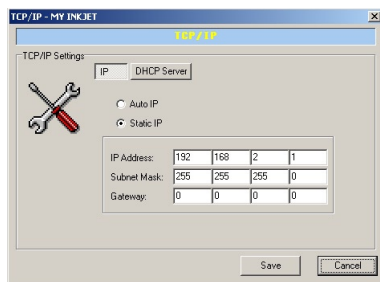 TCP/IP - MY INKJET
TCP/IP
TCP/IP Settings
IP DHCP Server
Auto IP
Static IP
IP Address: 192 168 2 1
Subnet Mask: 255 255 255 0
Gateway: 0 0 0 0
Save Cancel